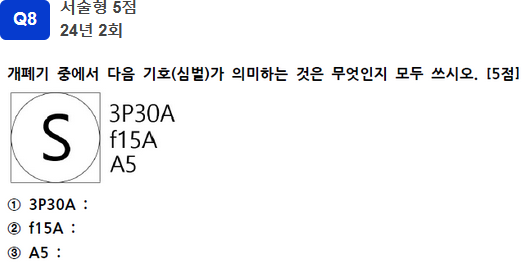 Q8
서술형 5점
24년 2회
개폐기 중에서 다음 기호(심벌)가 의미하는 것은 무엇인지 모두 쓰시오. [5점]
S
3P30A
f15A
A5
① 3P30A :
② f15A :
③ A5 :